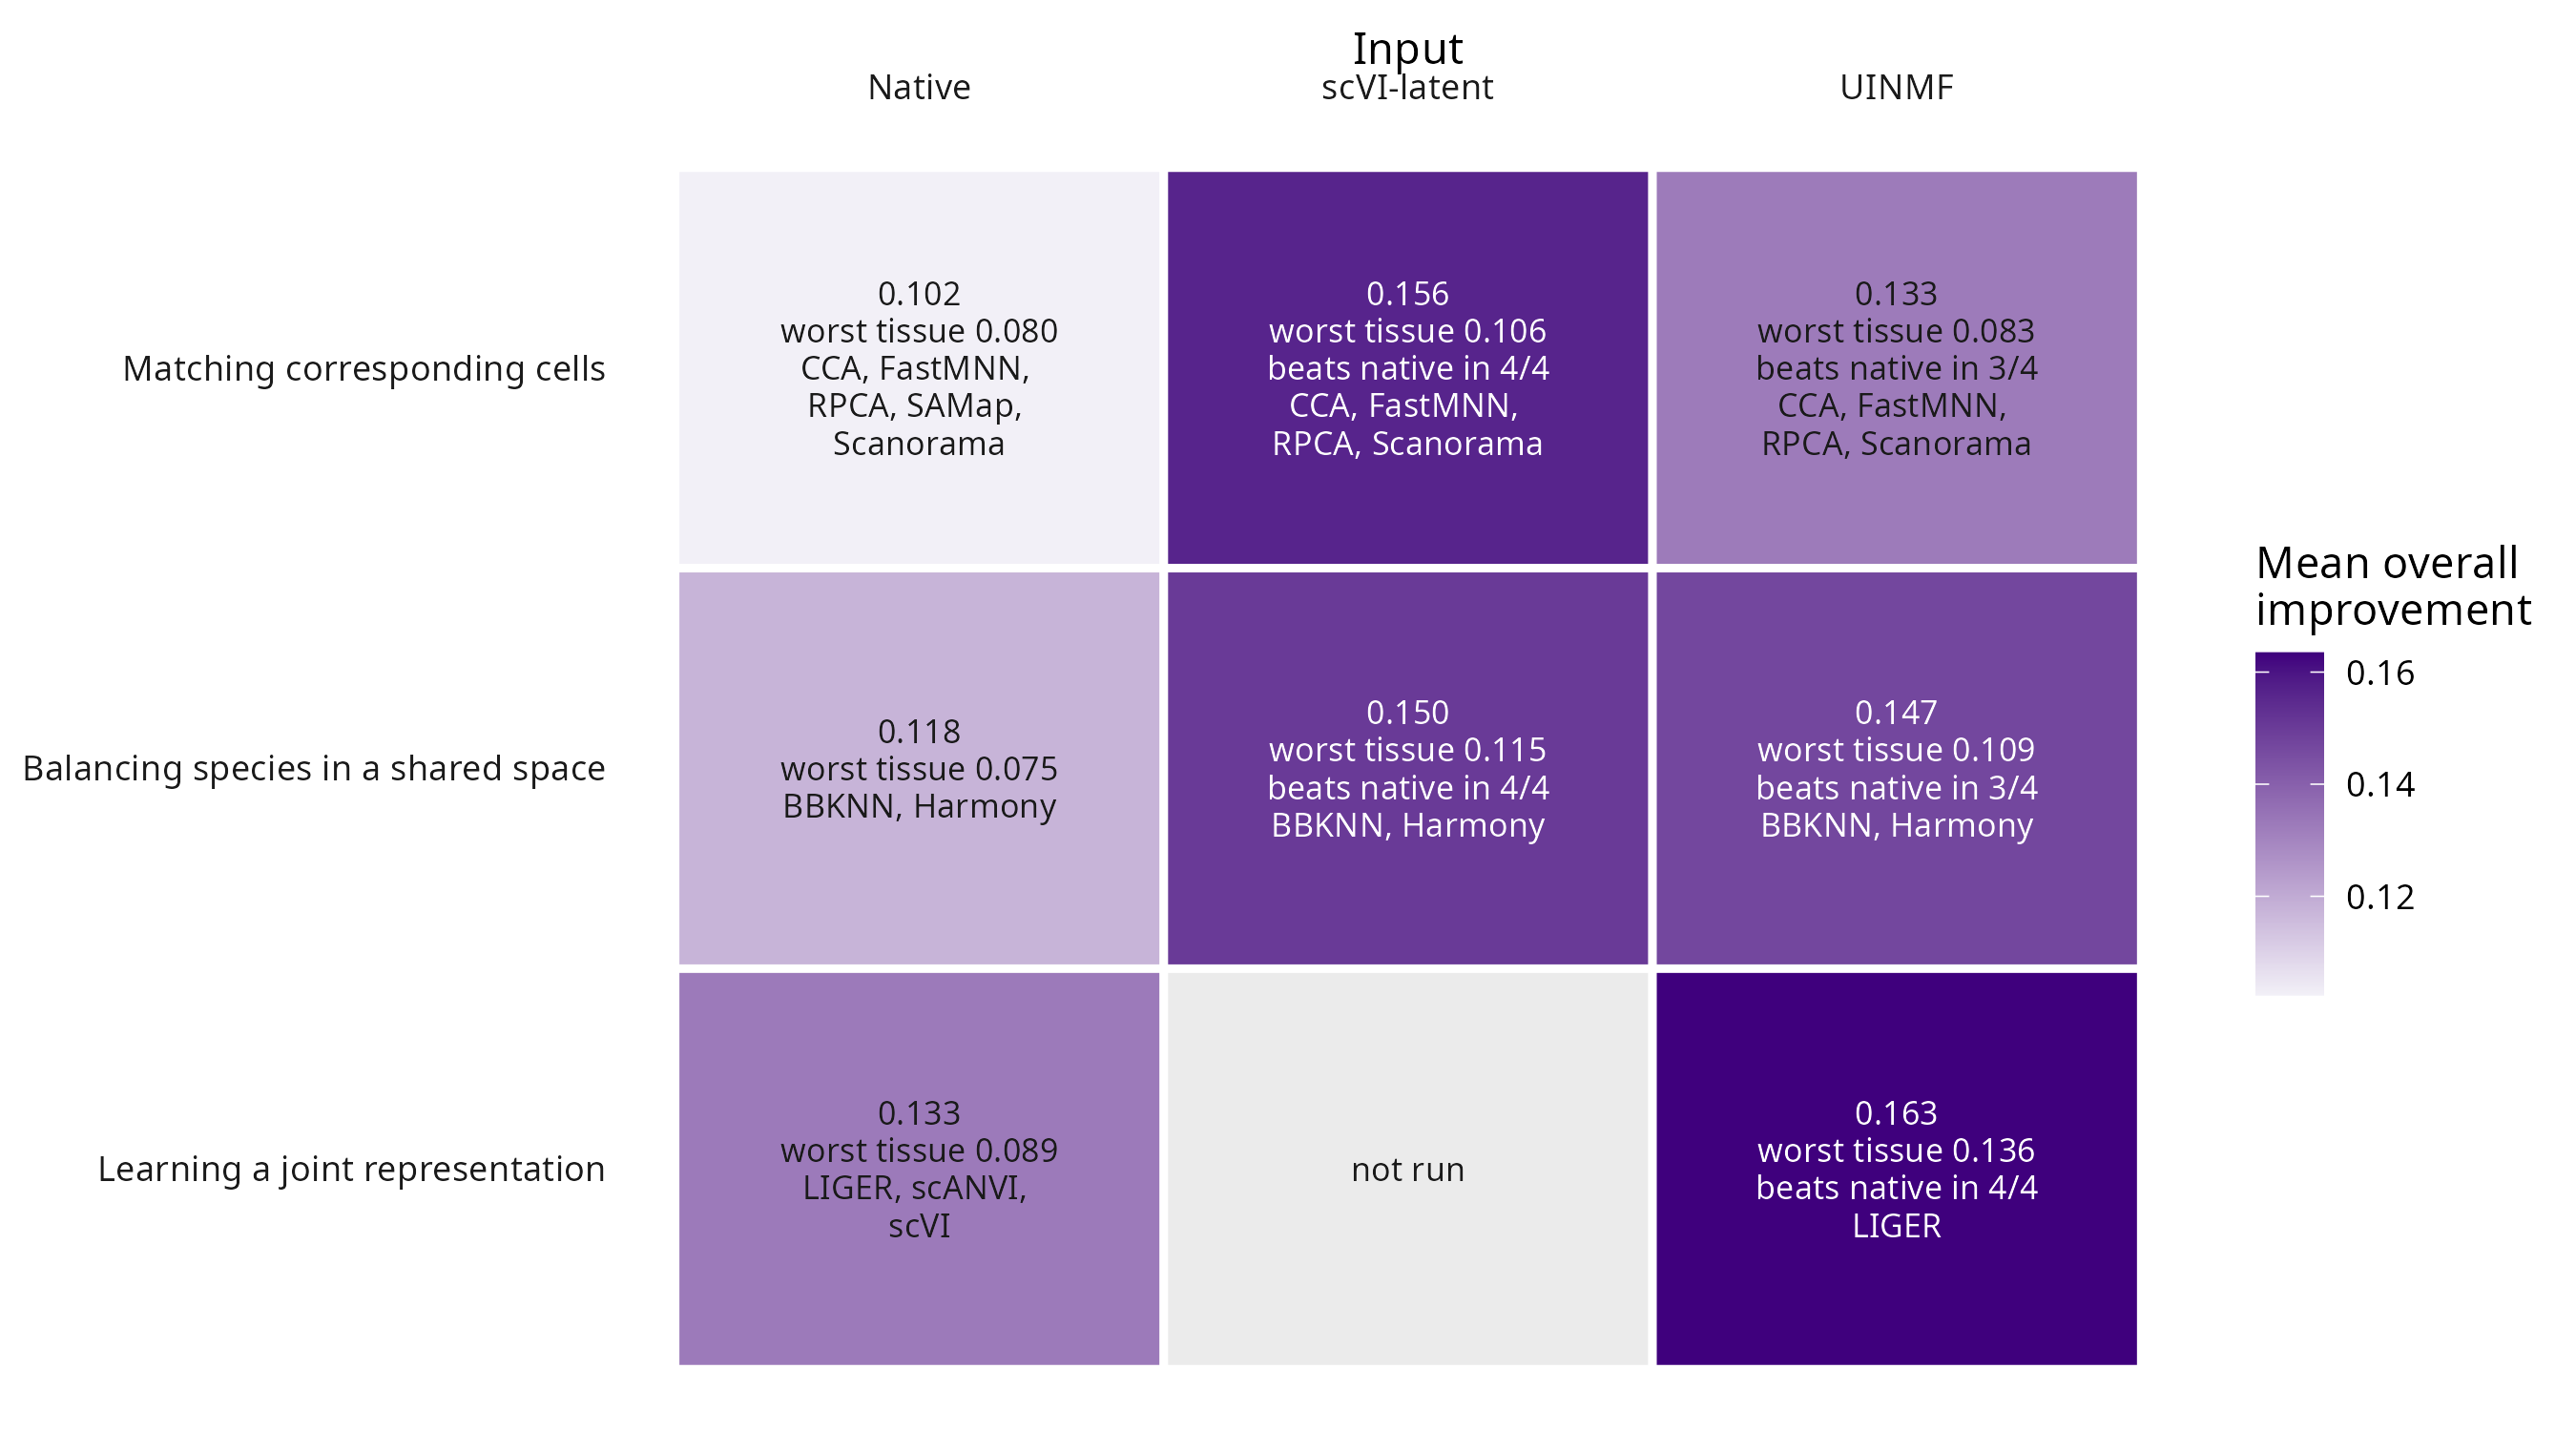 Input
Native
scVI-latent
UINMF
Matching corresponding cells
0.102
worst tissue 0.080
CCA, FastMNN,
RPCA, SAMap,
Scanorama
0.156
worst tissue 0.106
beats native in 4/4
CCA, FastMNN,
RPCA, Scanorama
0.133
worst tissue 0.083
beats native in 3/4
CCA, FastMNN,
RPCA, Scanorama
Balancing species in a shared space
0.118
worst tissue 0.075
BBKNN, Harmony
0.150
worst tissue 0.115
beats native in 4/4
BBKNN, Harmony
0.147
worst tissue 0.109
beats native in 3/4
BBKNN, Harmony
Learning a joint representation
0.133
worst tissue 0.089
LIGER, scANVI,
scVI
not run
0.163
worst tissue 0.136
beats native in 4/4
LIGER
Mean overall
improvement
0.16
0.14
0.12